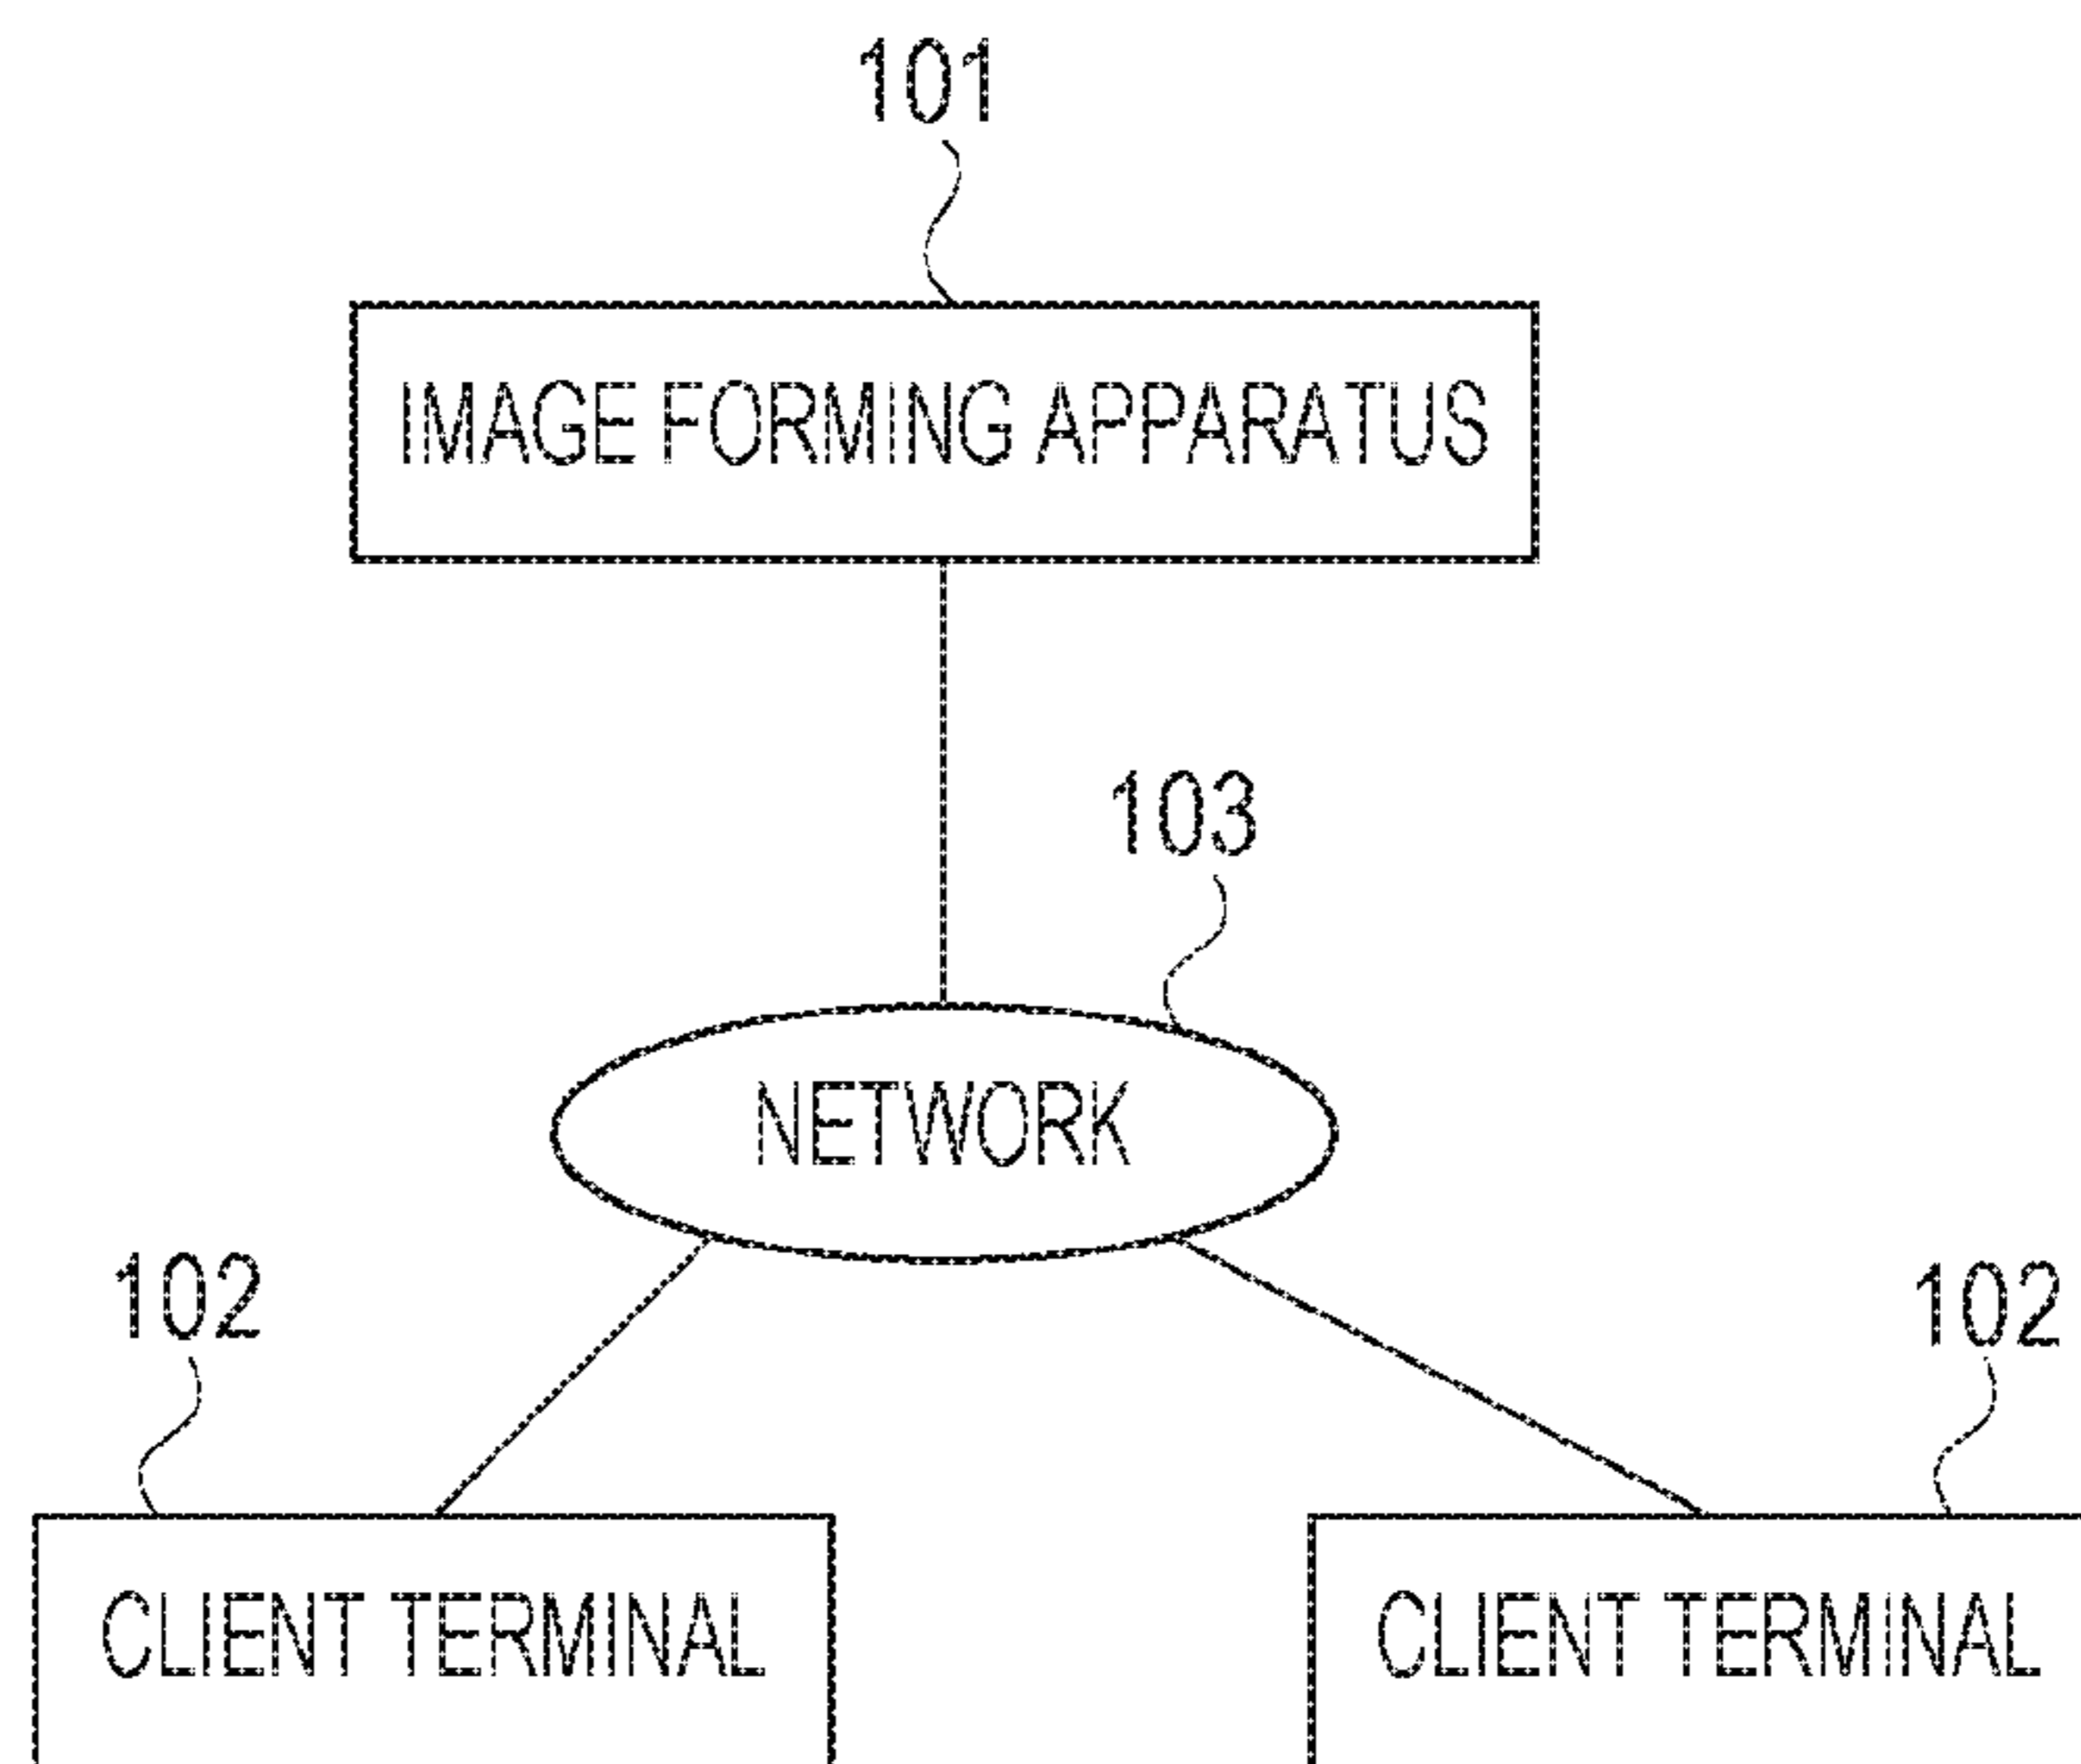 101
IMAGE FORMING APPARATUS
103
NETWORK
102
102
CLIENT TERMINAL
CLIENT TERMINAL